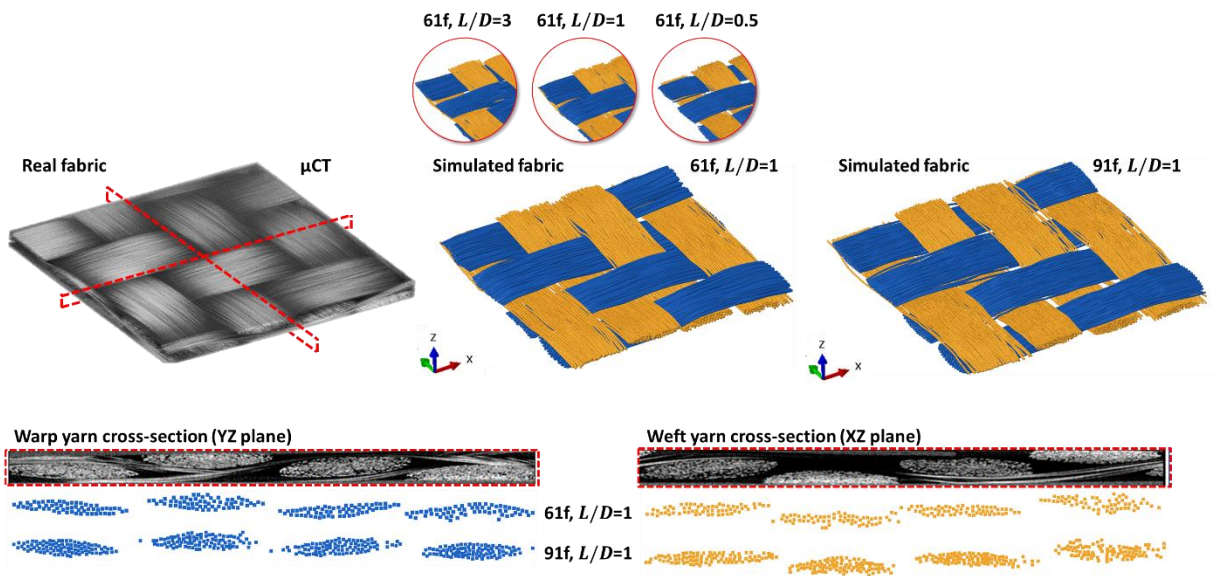 61f, L/D=3 61f, L/D=1 61f, L/D=0.5
Real fabric μCT Simulated fabric 61f, L/D=1 Simulated fabric 91f, L/D=1
z z
x x
Warp yarn cross-section (YZ plane) Weft yarn cross-section (XZ plane)
61f, L/D=1
91f, L/D=1